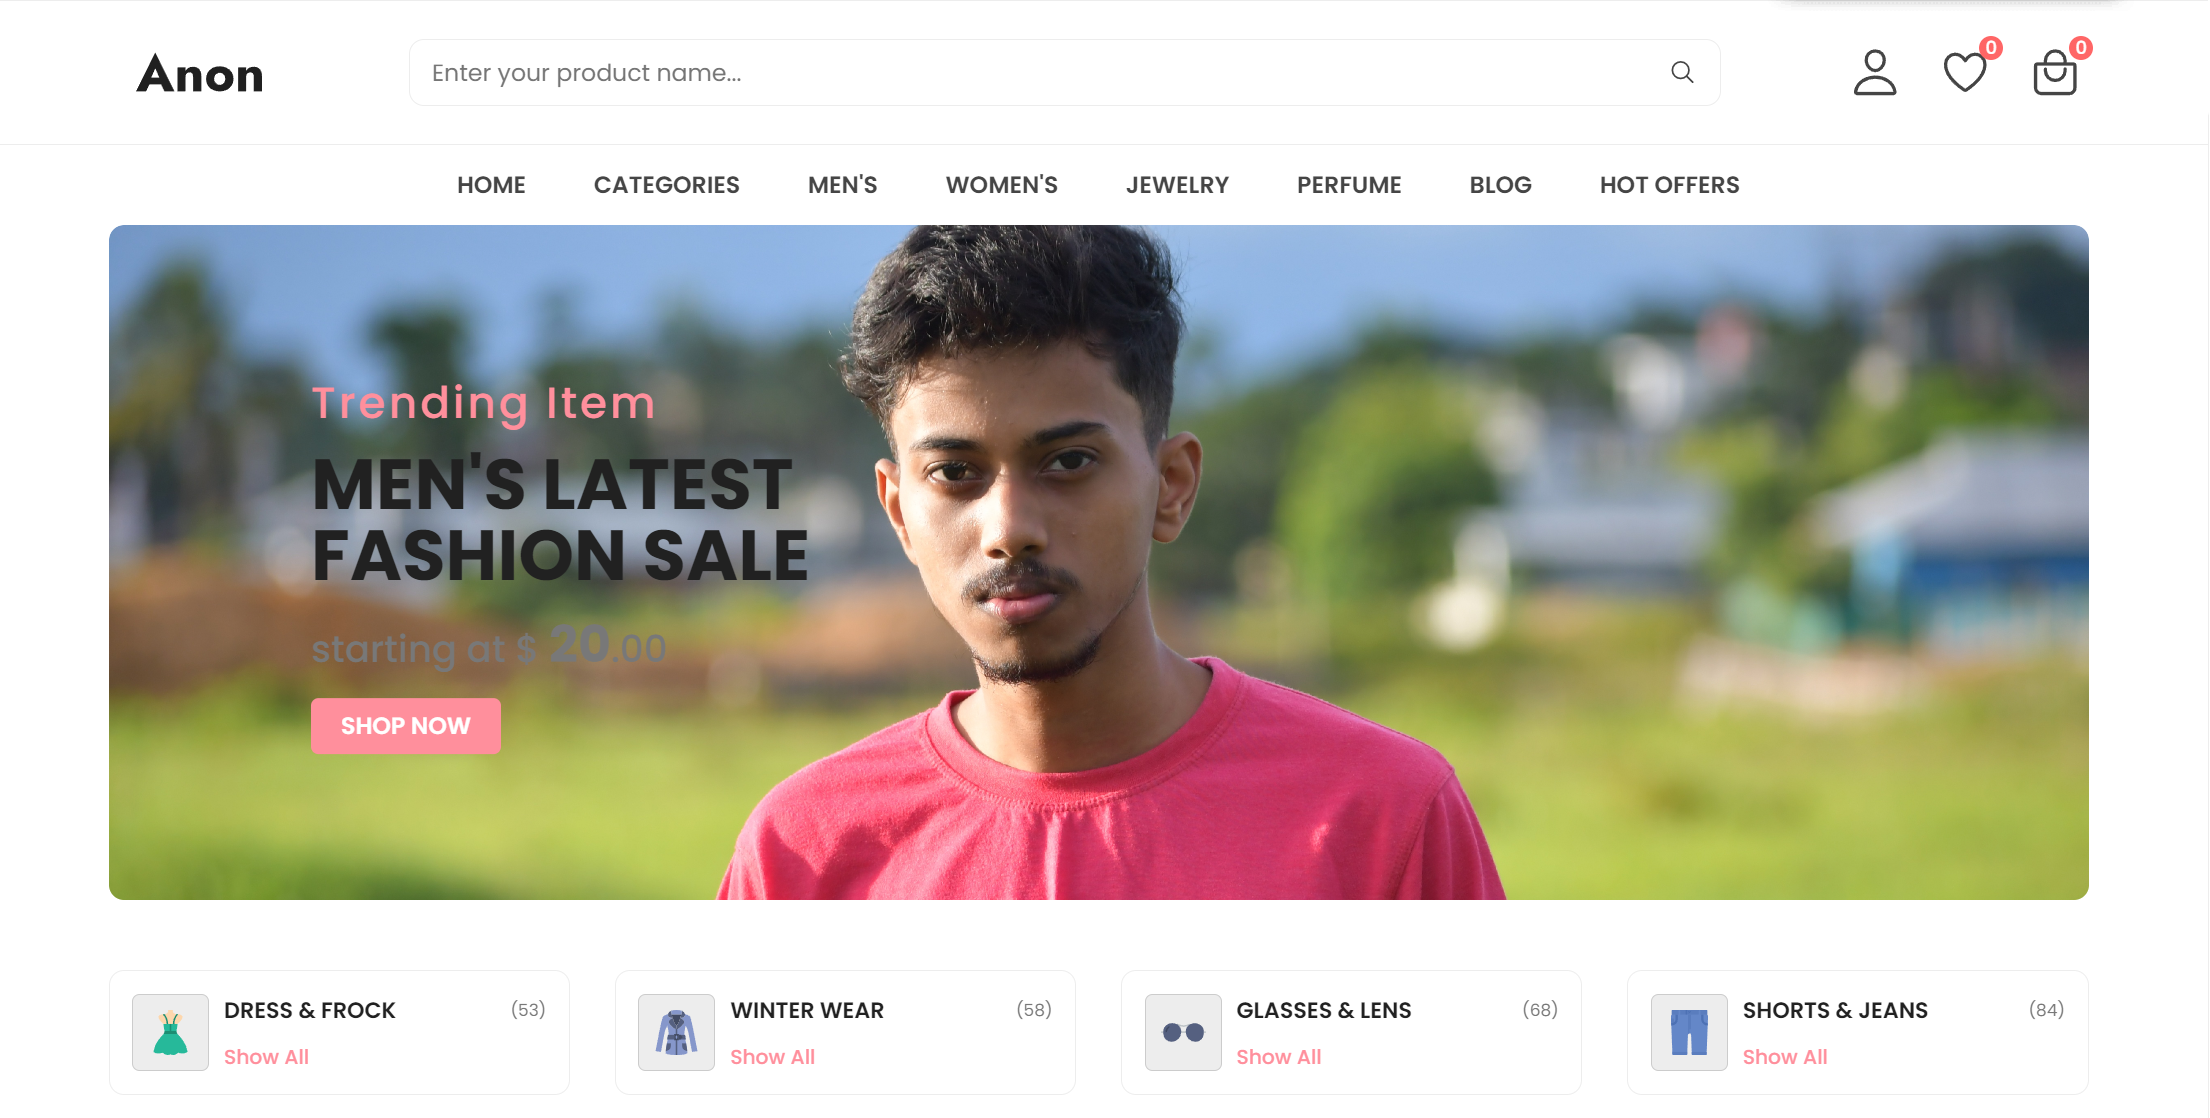 Anon
Enter your product name...
0
0
HOME CATEGORIES MEN'S WOMEN'S JEWELRY PERFUME BLOG HOT OFFERS
Trending Item
MEN'S LATEST
FASHION SALE
starting at $ 20.00
SHOP NOW
DRESS & FROCK (53)
Show All
WINTER WEAR (58)
Show All
GLASSES & LENS (68)
Show All
SHORTS & JEANS (84)
Show All